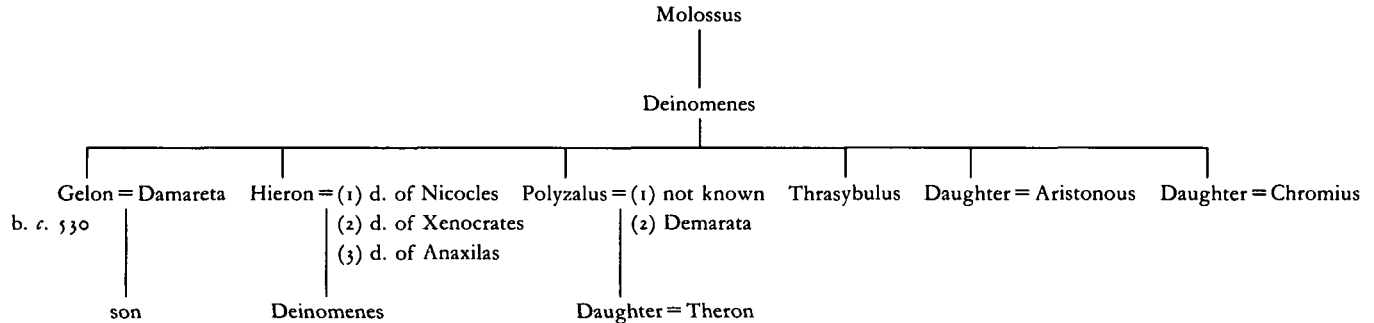 Molossus
Deinomenes
Gelon = Damareta Hieron = (1) d. of Nicocles Polyzalus = (1) not known Thrasybulus Daughter = Aristonous Daughter = Chromius
b. c. 530 (2) d. of Xenocrates (2) Demarata
(3) d. of Anaxilas
son Deinomenes Daughter = Theron